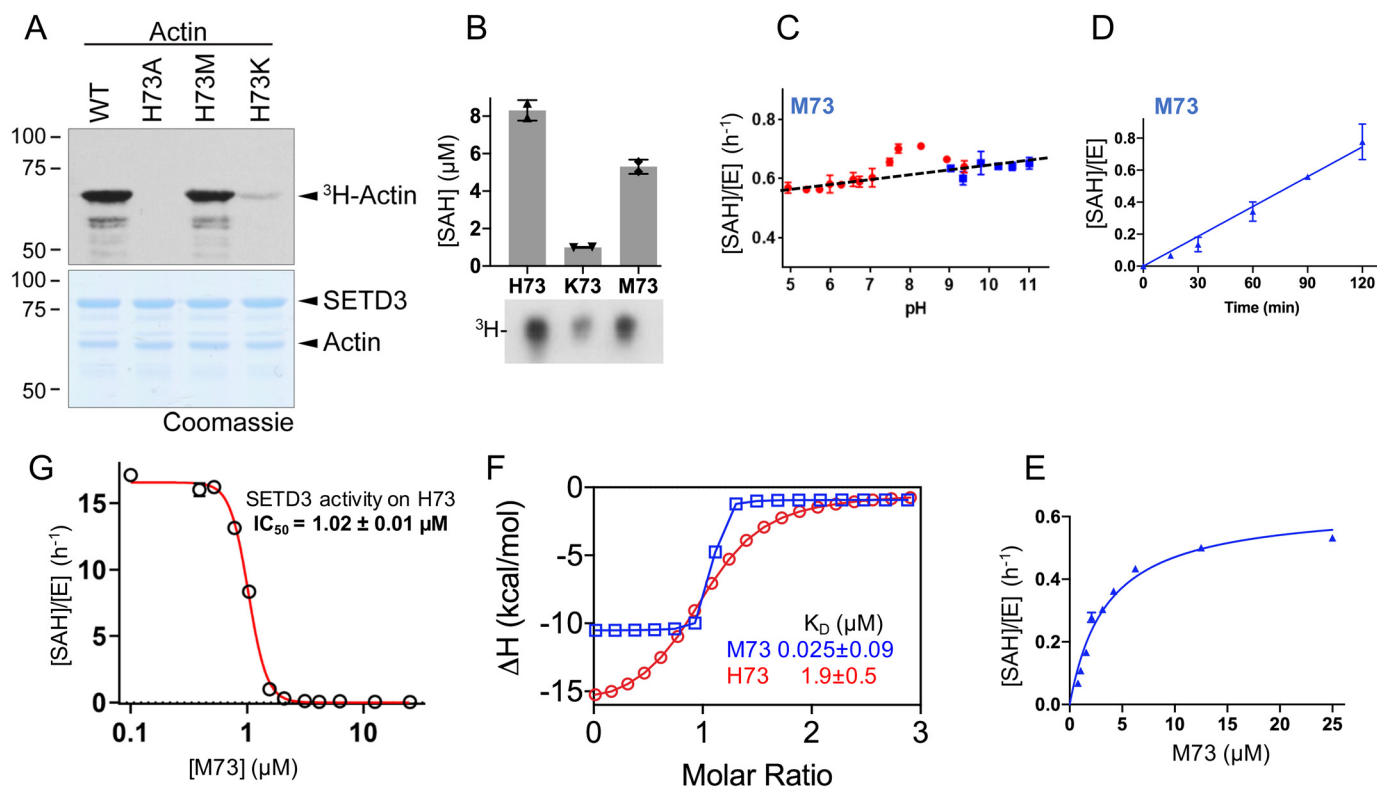 A
Actin
WT
H73A
H73M
H73K
100
75
50
³H-Actin
100
75
50
SETD3
Actin
Coomassie
B
[SAH] (µM)
8
6
4
2
0
H73 K73 M73
³H-
C
M73
[SAH]/[E] (h⁻¹)
0.8
0.6
0.4
5 6 7 8 9 10 11
pH
D
M73
[SAH]/[E]
0.8
0.6
0.4
0.2
0.0
0 30 60 90 120
Time (min)
G
[SAH]/[E] (h⁻¹)
15
10
5
0
SETD3 activity on H73
IC₅₀ = 1.02 ± 0.01 µM
0.1 1 10
[M73] (µM)
F
ΔH (kcal/mol)
0
-5
-10
-15
K_D (µM)
M73 0.025±0.09
H73 1.9±0.5
0 1 2 3
Molar Ratio
E
[SAH]/[E] (h⁻¹)
0.6
0.4
0.2
0.0
0 5 10 15 20 25
M73 (µM)